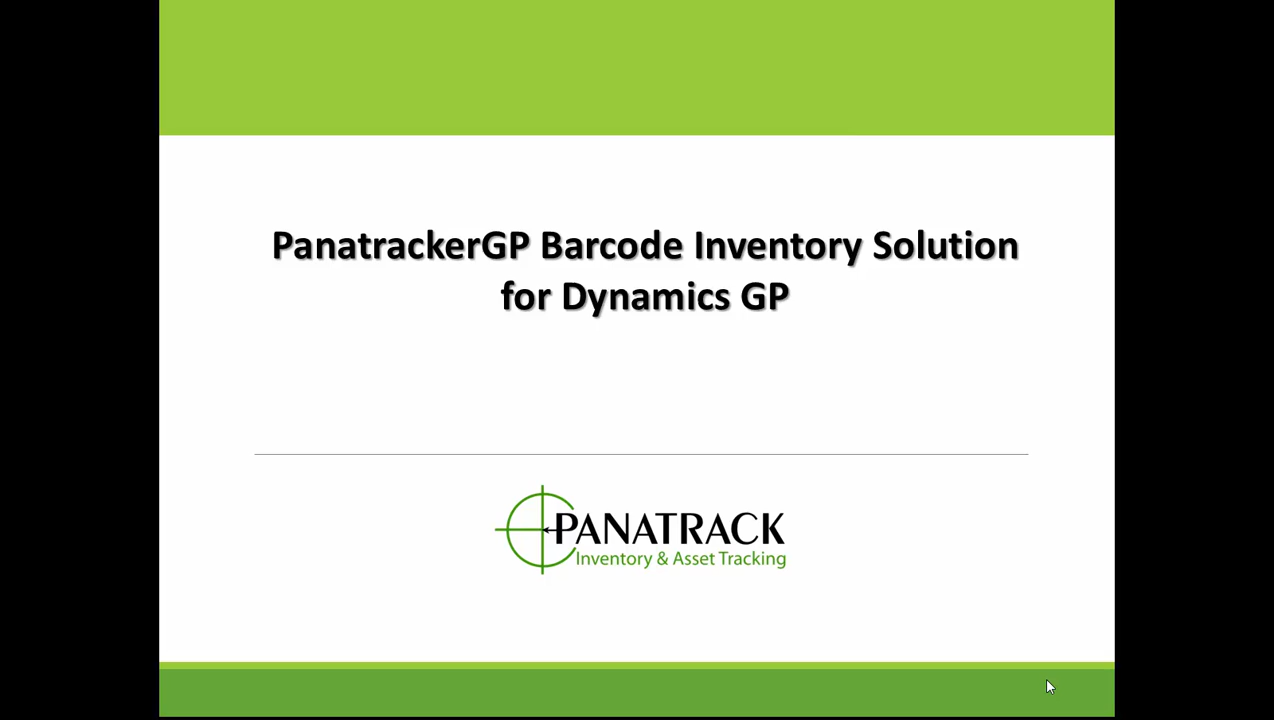 PanatrackerGP Barcode Inventory Solution
for Dynamics GP
PANATRACK
Inventory & Asset Tracking